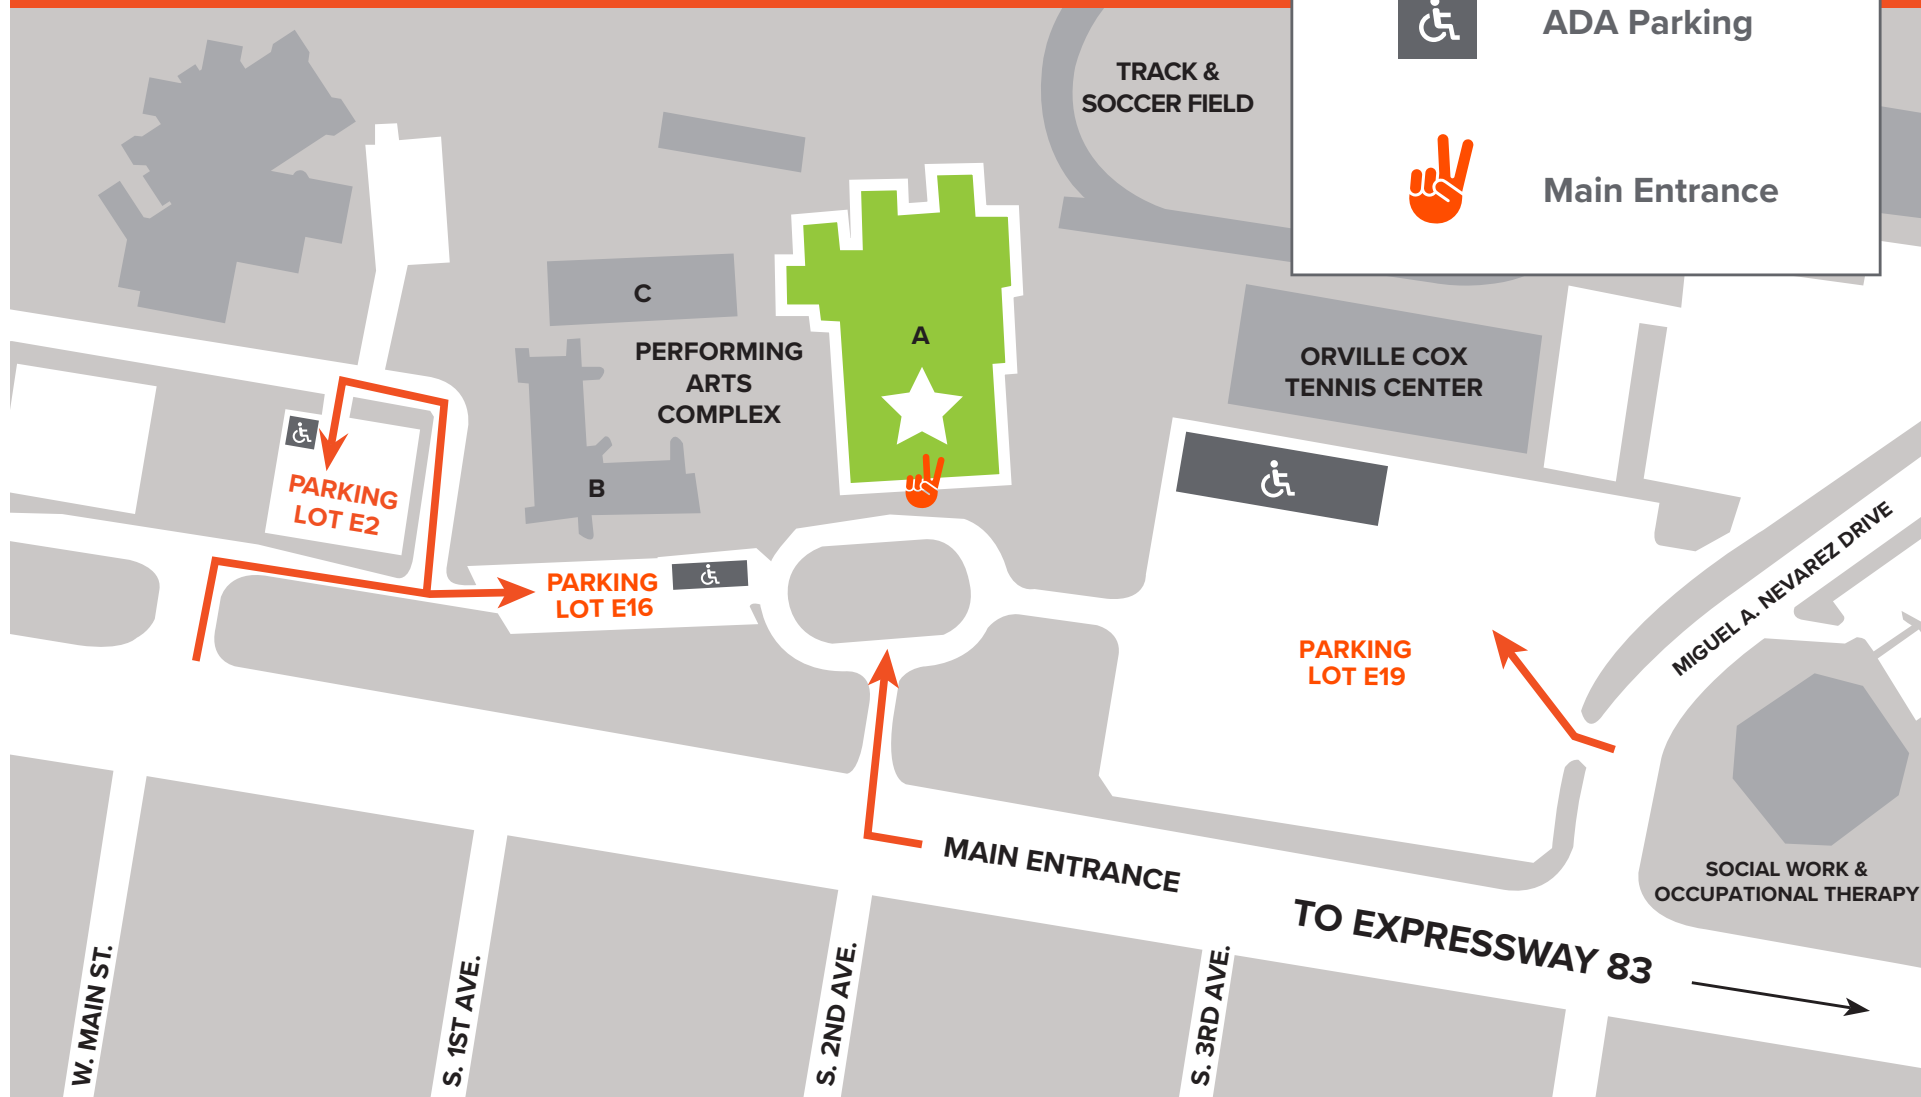 ADA Parking
TRACK &
SOCCER FIELD
Main Entrance
C
A
PERFORMING
ARTS
COMPLEX
ORVILLE COX
TENNIS CENTER
B
PARKING
LOT E2
PARKING
LOT E16
MIGUEL A. NEVAREZ DRIVE
PARKING
LOT E19
MAIN ENTRANCE
SOCIAL WORK &
OCCUPATIONAL THERAPY
TO EXPRESSWAY 83
W. MAIN ST.
S. 1ST AVE.
S. 2ND AVE.
S. 3RD AVE.